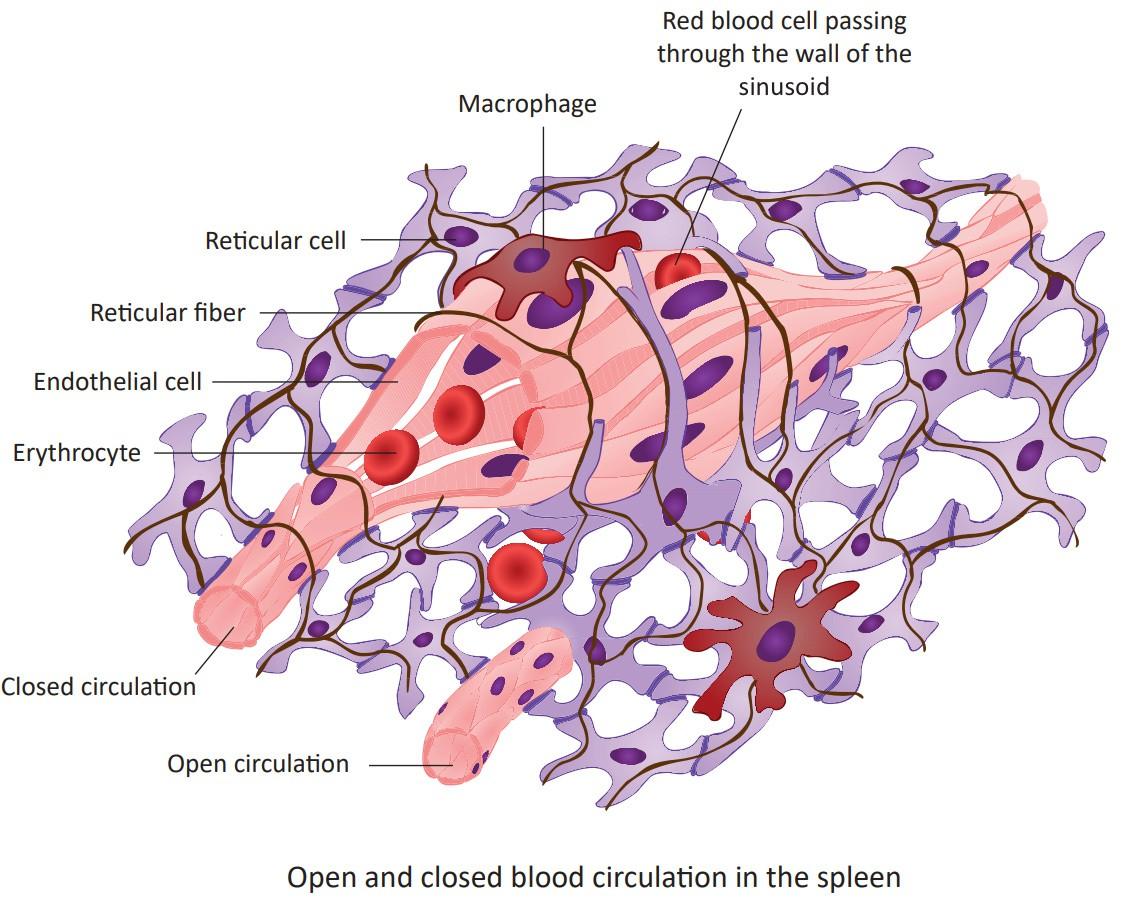 Red blood cell passing
through the wall of the
sinusoid
Macrophage
Reticular cell
Reticular fiber
Endothelial cell
Erythrocyte
Closed circulation
Open circulation
Open and closed blood circulation in the spleen